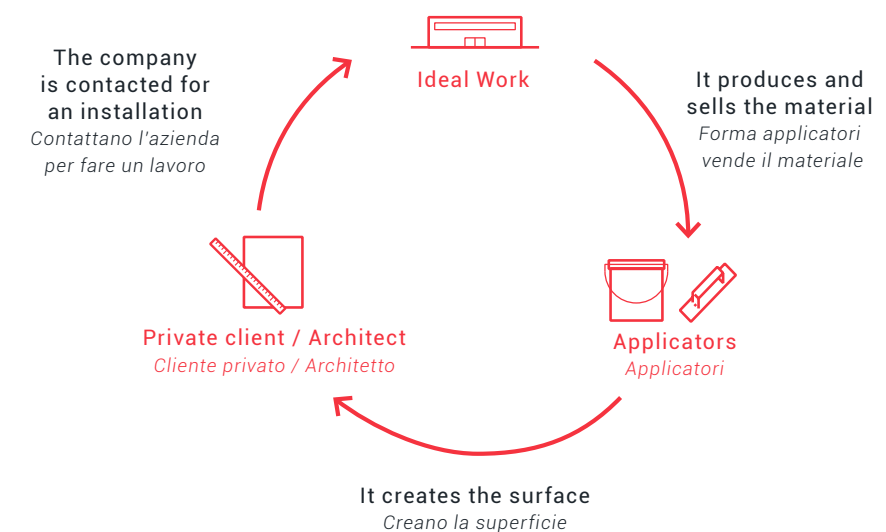 Ideal Work
The company
is contacted for
an installation
Contattano l'azienda
per fare un lavoro
It produces and
sells the material
Forma applicatori
vende il materiale
Private client / Architect
Cliente privato / Architetto
Applicators
Applicatori
It creates the surface
Creano la superficie